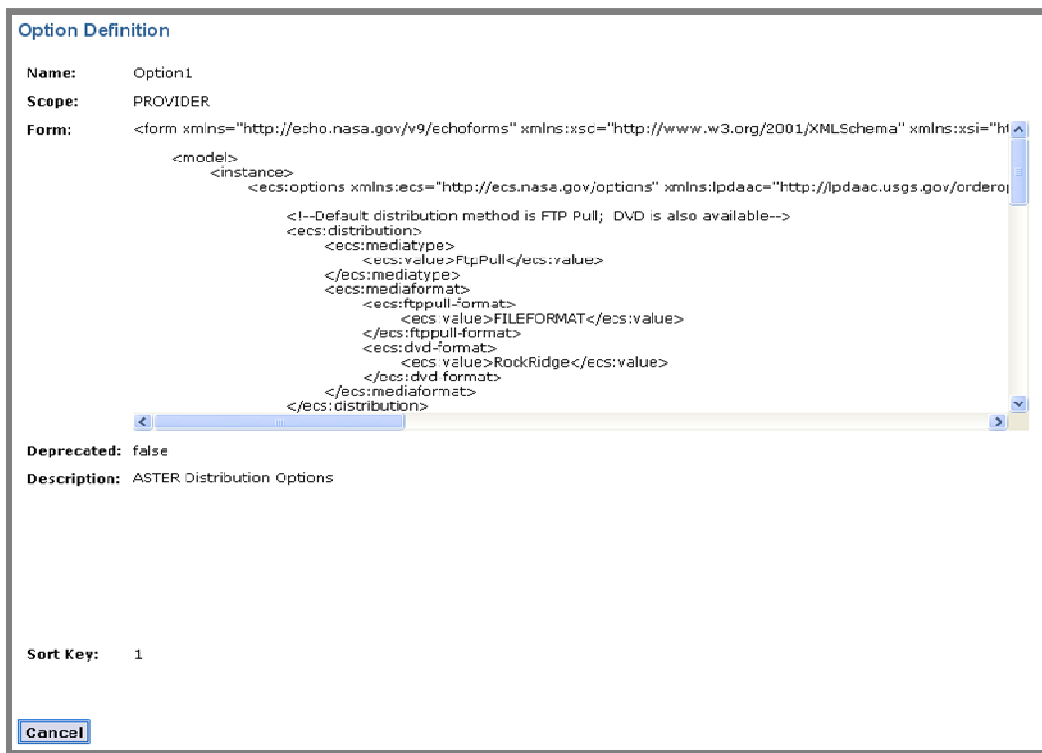 Option Definition
Name: Option1
Scope: PROVIDER
Form: <form xmlns="http://echo.nasa.gov/v9/echoforms" xmlns:xsd="http://www.w3.org/2001/XMLSchema" xmlns:xsi="ht
<model>
<instance>
<ecs:options xmlns:ecs="http://ecs.nasa.gov/options" xmlns:lpdaac="http://lpdaac.usgs.gov/orderop
<!--Default distribution method is FTP Pull; DVD is also available-->
<ecs:distribution>
<ecs:mediatype>
<ecs:value>FtpPull</ecs:value>
</ecs:mediatype>
<ecs:mediaformat>
<ecs:ftppull-format>
<ecs:value>FILEFORMAT</ecs:value>
</ecs:ftppull-format>
<ecs:dvd-format>
<ecs:value>RockRidge</ecs:value>
</ecs:dvd-format>
</ecs:mediaformat>
</ecs:distribution>
Deprecated: false
Description: ASTER Distribution Options
Sort Key: 1
Cancel